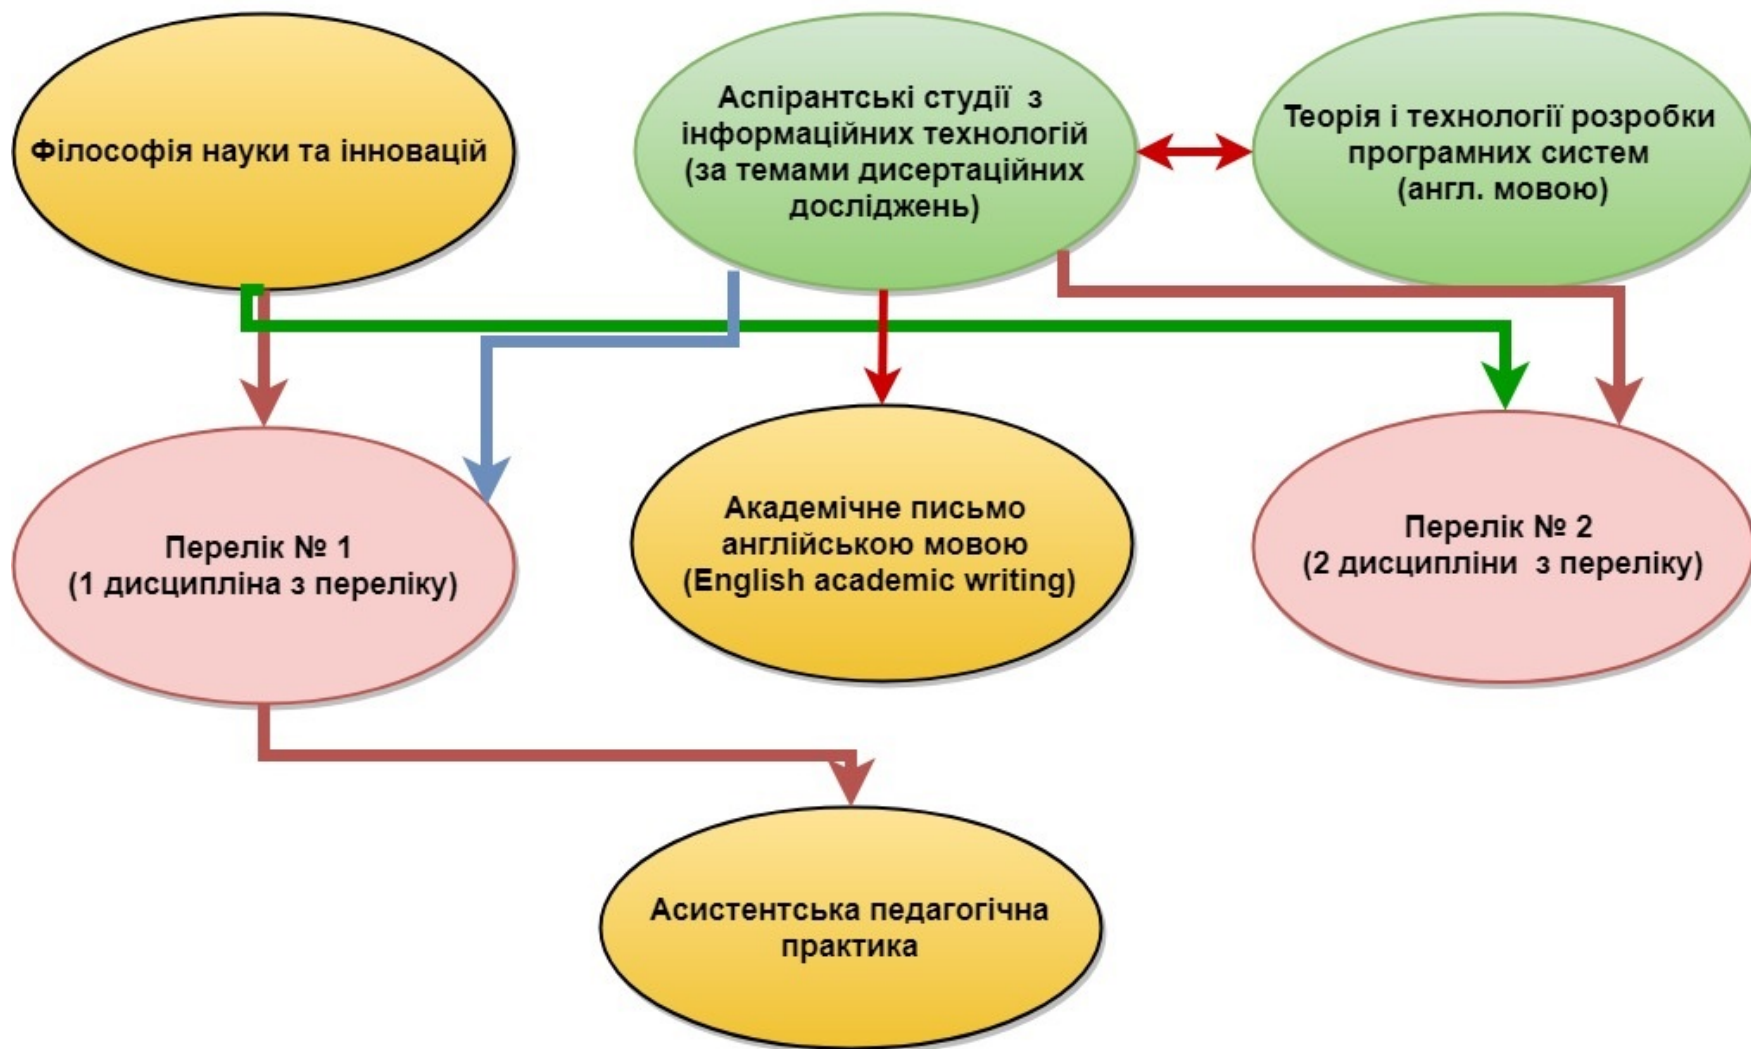 Філософія науки та інновацій
Аспірантські студії з
інформаційних технологій
(за темами дисертаційних
досліджень)
Теорія і технології розробки
програмних систем
(англ. мовою)
Перелік № 1
(1 дисципліна з переліку)
Академічне письмо
англійською мовою
(English academic writing)
Перелік № 2
(2 дисципліни з переліку)
Асистентська педагогічна
практика